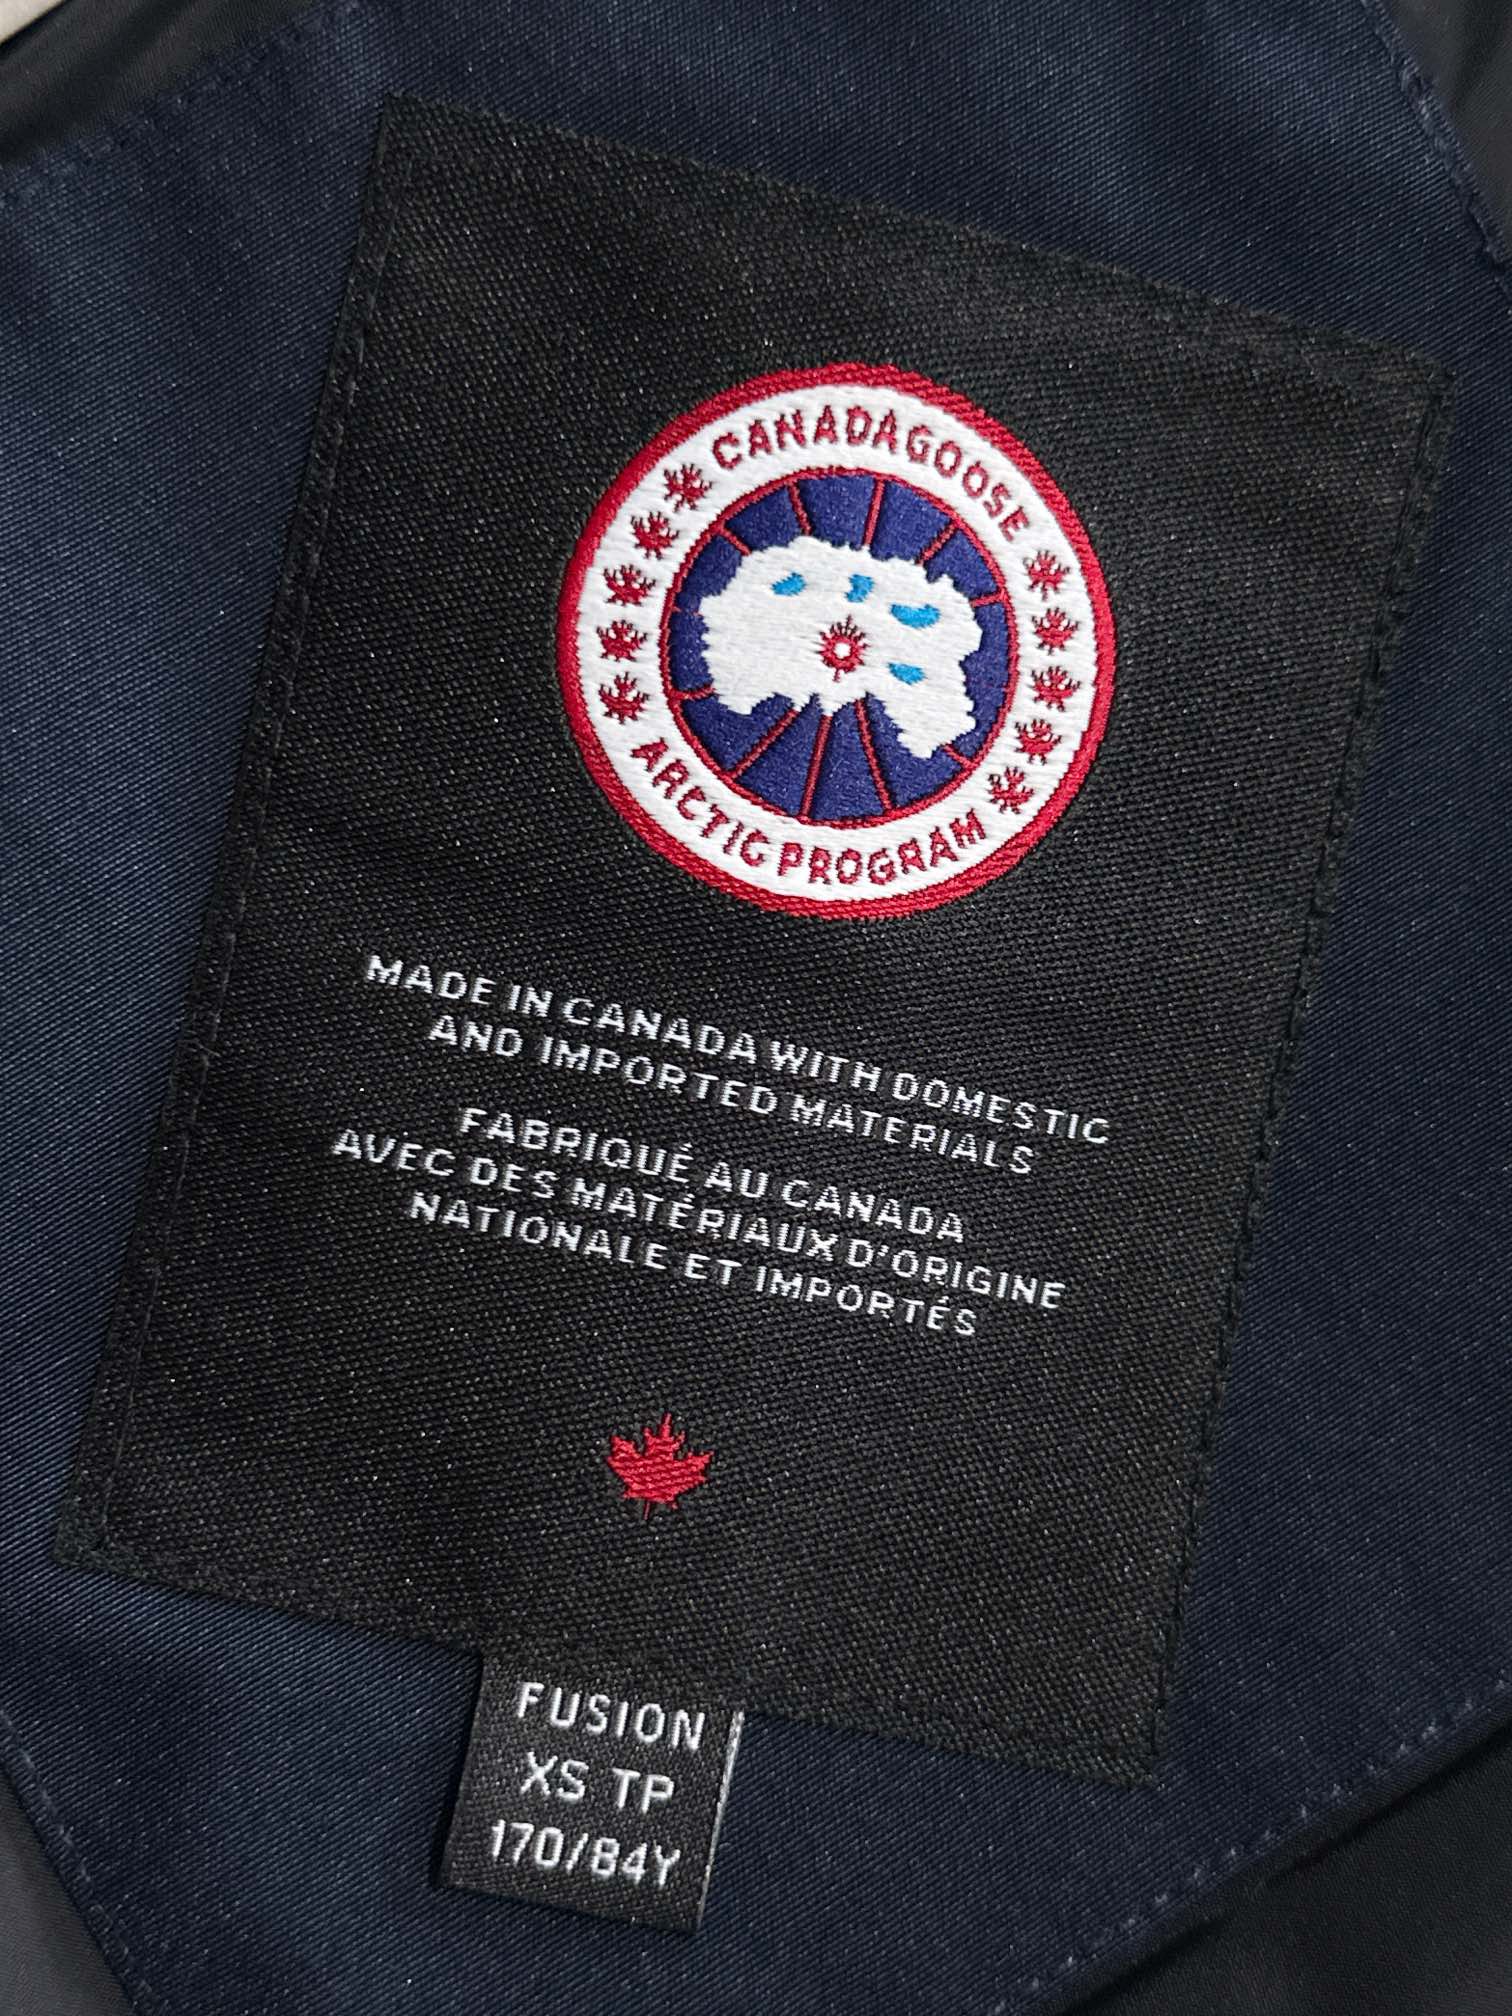 CANADA GOOSE
ARCTIC PROGRAM
MADE IN CANADA WITH DOMESTIC
AND IMPORTED MATERIALS
FABRIQUÉ AU CANADA
AVEC DES MATÉRIAUX D'ORIGINE
NATIONALE ET IMPORTÉS
FUSION
XS TP
170/84Y